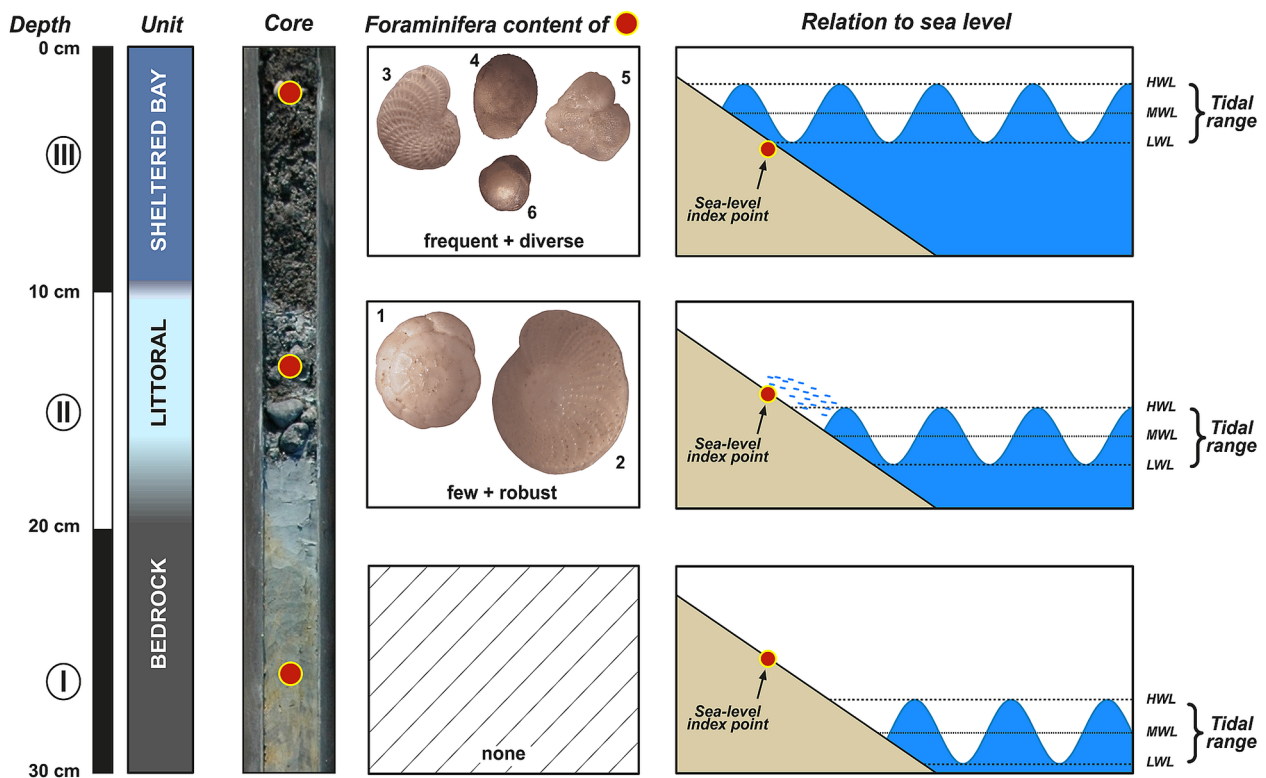 Depth
Unit
Core
Foraminifera content of
Relation to sea level
0 cm
10 cm
20 cm
30 cm
III
II
I
SHELTERED BAY
LITTORAL
BEDROCK
3
4
5
6
frequent + diverse
HWL
MWL
LWL
Tidal
range
Sea-level
index point
1
2
few + robust
HWL
MWL
LWL
Tidal
range
Sea-level
index point
none
HWL
MWL
LWL
Tidal
range
Sea-level
index point